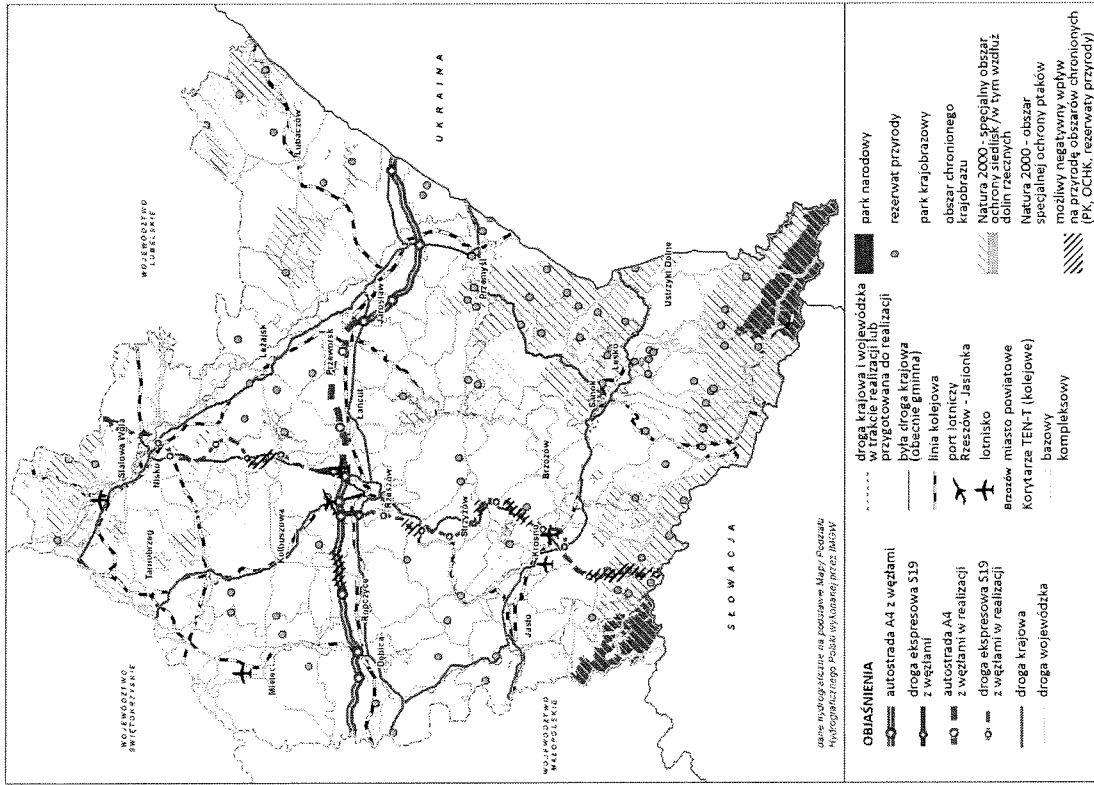 WOJEWÓDZTWO
ŚWIĘTOKRZYSKIE
WOJEWÓDZTWO
LUBELSKIE
WOJEWÓDZTWO
MAŁOPOLSKIE
UKRAINA
SŁOWACJA
Stalowa Wola
Nisko
Tarnobrzeg
Mielec
Kolbuszowa
Leżajsk
Lubaczów
Ropczyce
Dębica
Rzeszów
Łańcut
Przeworsk
Jarosław
Przemyśl
Strzyżów
Brzozów
Jasło
Krosno
Sanok
Lesko
Ustrzyki Dolne
dane hydrograficzne na podstawie Mapy Podziału
Hydrograficznego Polski wykonanej przez IMGW
OBJAŚNIENIA
autostrada A4 z węzłami
droga ekspresowa S19
z węzłami
autostrada A4
z węzłami w realizacji
droga ekspresowa S19
z węzłami w realizacji
droga krajowa
droga wojewódzka
droga krajowa i wojewódzka
w trakcie realizacji lub
przygotowana do realizacji
była droga krajowa
(obecnie gminna)
linia kolejowa
port lotniczy
Rzeszów - Jasionka
lotnisko
Brzozów miasto powiatowe
Korytarze TEN-T (kolejowe)
bazowy
kompleksowy
park narodowy
rezerwat przyrody
park krajobrazowy
obszar chronionego
krajobrazu
Natura 2000 - specjalny obszar
ochrony siedlisk /w tym wzdłuż
dolin rzecznych
Natura 2000 - obszar
specjalnej ochrony ptaków
możliwy negatywny wpływ
na przyrodę obszarów chronionych
(PK, OCHK, rezerwaty przyrody)